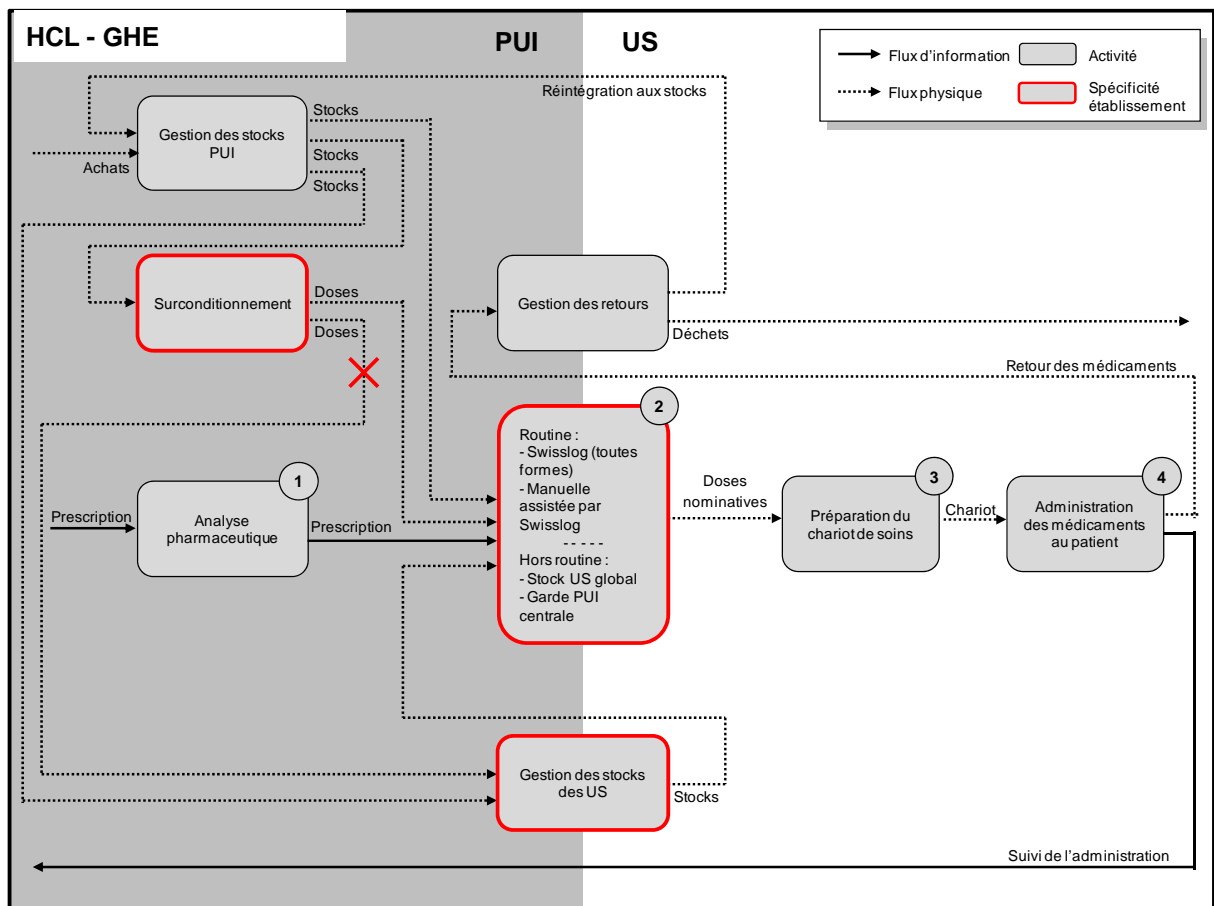 HCL - GHE
PUI
US
Flux d'information
Activité
Flux physique
Spécificité
établissement
Réintégration aux stocks
Stocks
Gestion des stocks
PUI
Stocks
Achats
Stocks
Surconditionnement
Doses
Doses
Gestion des retours
Déchets
Retour des médicaments
2
Routine :
- Swisslog (toutes
formes)
- Manuelle
assistée par
Swisslog
- - - - -
Hors routine :
- Stock US global
- Garde PUI
centrale
1
Prescription
Analyse
pharmaceutique
Prescription
Doses
nominatives
3
Préparation du
chariot de soins
Chariot
4
Administration
des médicaments
au patient
Gestion des stocks
des US
Stocks
Suivi de l'administration